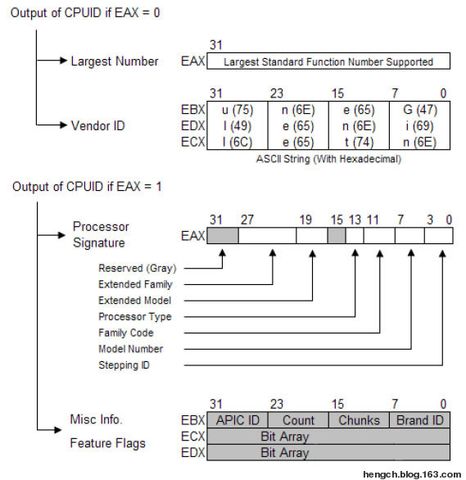 Output of CPUID if EAX = 0
31
Largest Number EAX Largest Standard Function Number Supported
31 23 15 7 0
EBX u (75) n (6E) e (65) G (47)
Vendor ID EDX I (49) e (65) n (6E) i (69)
ECX l (6C) e (65) t (74) n (6E)
ASCII String (With Hexadecimal)
Output of CPUID if EAX = 1
31 27 19 15 13 11 7 3 0
Processor
Signature EAX
Reserved (Gray)
Extended Family
Extended Model
Processor Type
Family Code
Model Number
Stepping ID
31 23 15 7 0
Misc Info. EBX APIC ID Count Chunks Brand ID
Feature Flags ECX Bit Array
EDX Bit Array
hengch.blog.163.com